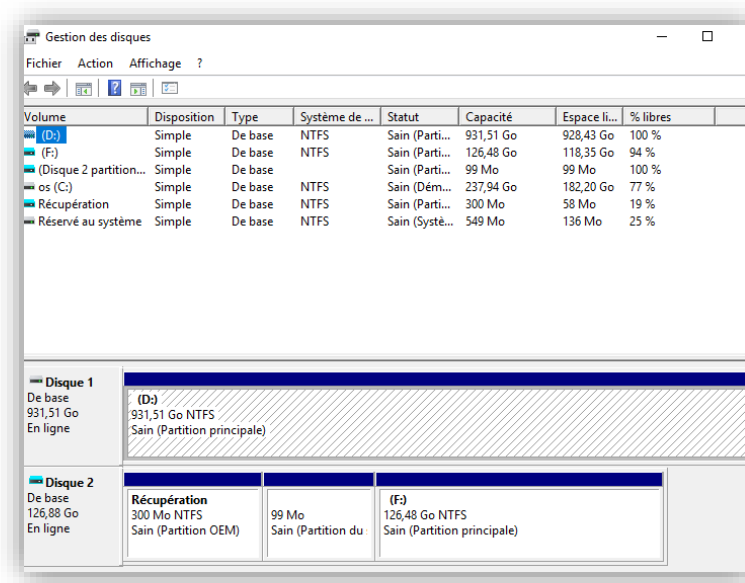 Gestion des disques
Fichier Action Affichage ?
Volume Disposition Type Système de ... Statut Capacité Espace li... % libres
(D:) Simple De base NTFS Sain (Parti... 931,51 Go 928,43 Go 100 %
(F:) Simple De base NTFS Sain (Parti... 126,48 Go 118,35 Go 94 %
(Disque 2 partition... Simple De base Sain (Parti... 99 Mo 99 Mo 100 %
os (C:) Simple De base NTFS Sain (Dém... 237,94 Go 182,20 Go 77 %
Récupération Simple De base NTFS Sain (Parti... 300 Mo 58 Mo 19 %
Réservé au système Simple De base NTFS Sain (Systè... 549 Mo 136 Mo 25 %
Disque 1
De base
931,51 Go
En ligne
(D:)
931,51 Go NTFS
Sain (Partition principale)
Disque 2
De base
126,88 Go
En ligne
Récupération
300 Mo NTFS
Sain (Partition OEM)
99 Mo
Sain (Partition du
(F:)
126,48 Go NTFS
Sain (Partition principale)